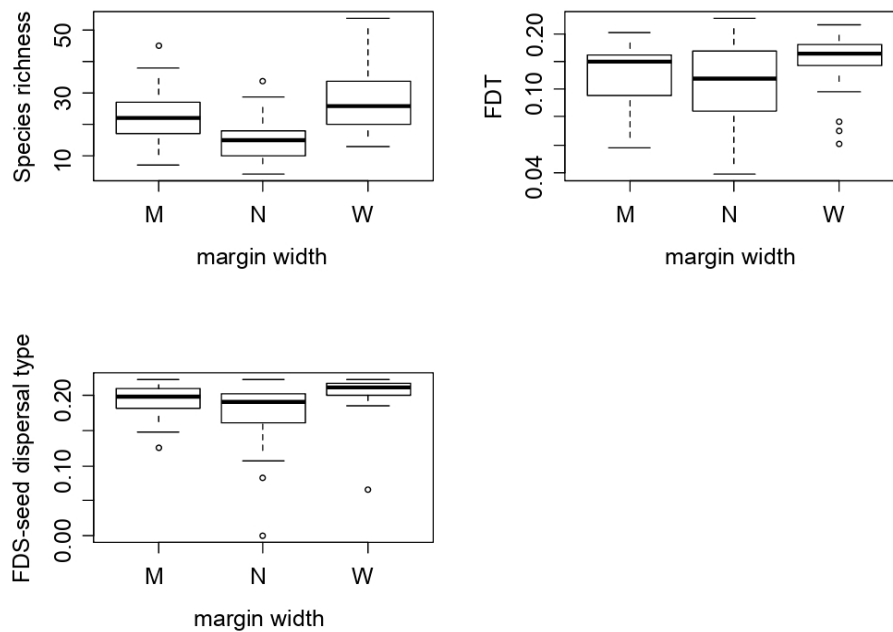 Species richness
50
30
10
M N W
margin width
FDT
0.20
0.10
0.04
M N W
margin width
FDS-seed dispersal type
0.20
0.10
0.00
M N W
margin width